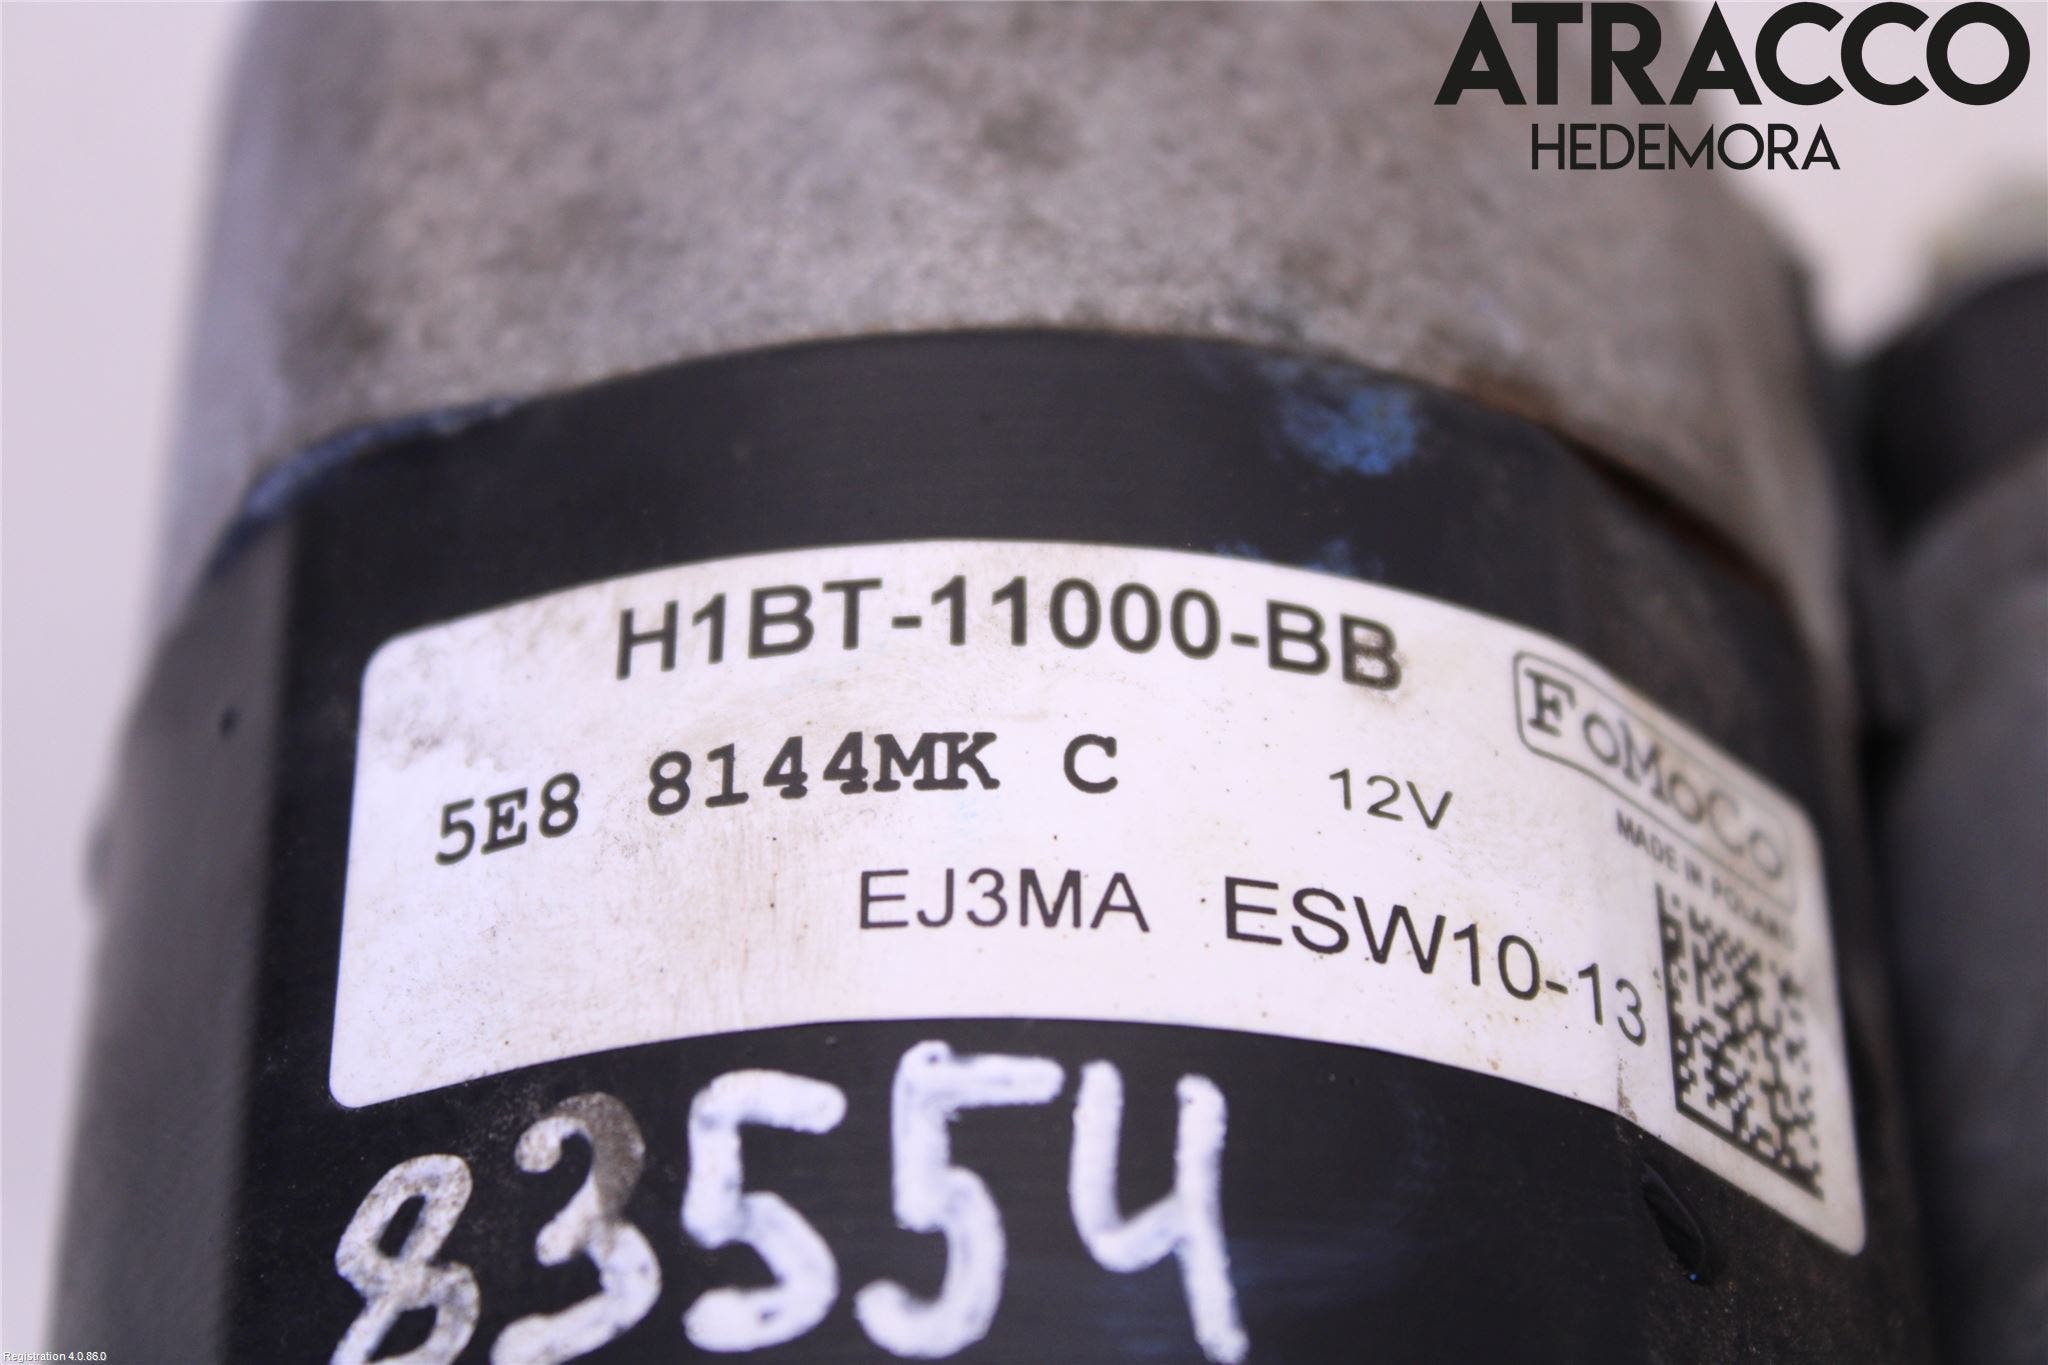 ATRACCO
HEDEMORA
H1BT-11000-BB
FoMoCo
5E8 8144MK C
12V
MADE IN POLAND
EJ3MA ESW10-13
83554
Registration 4.0.86.0